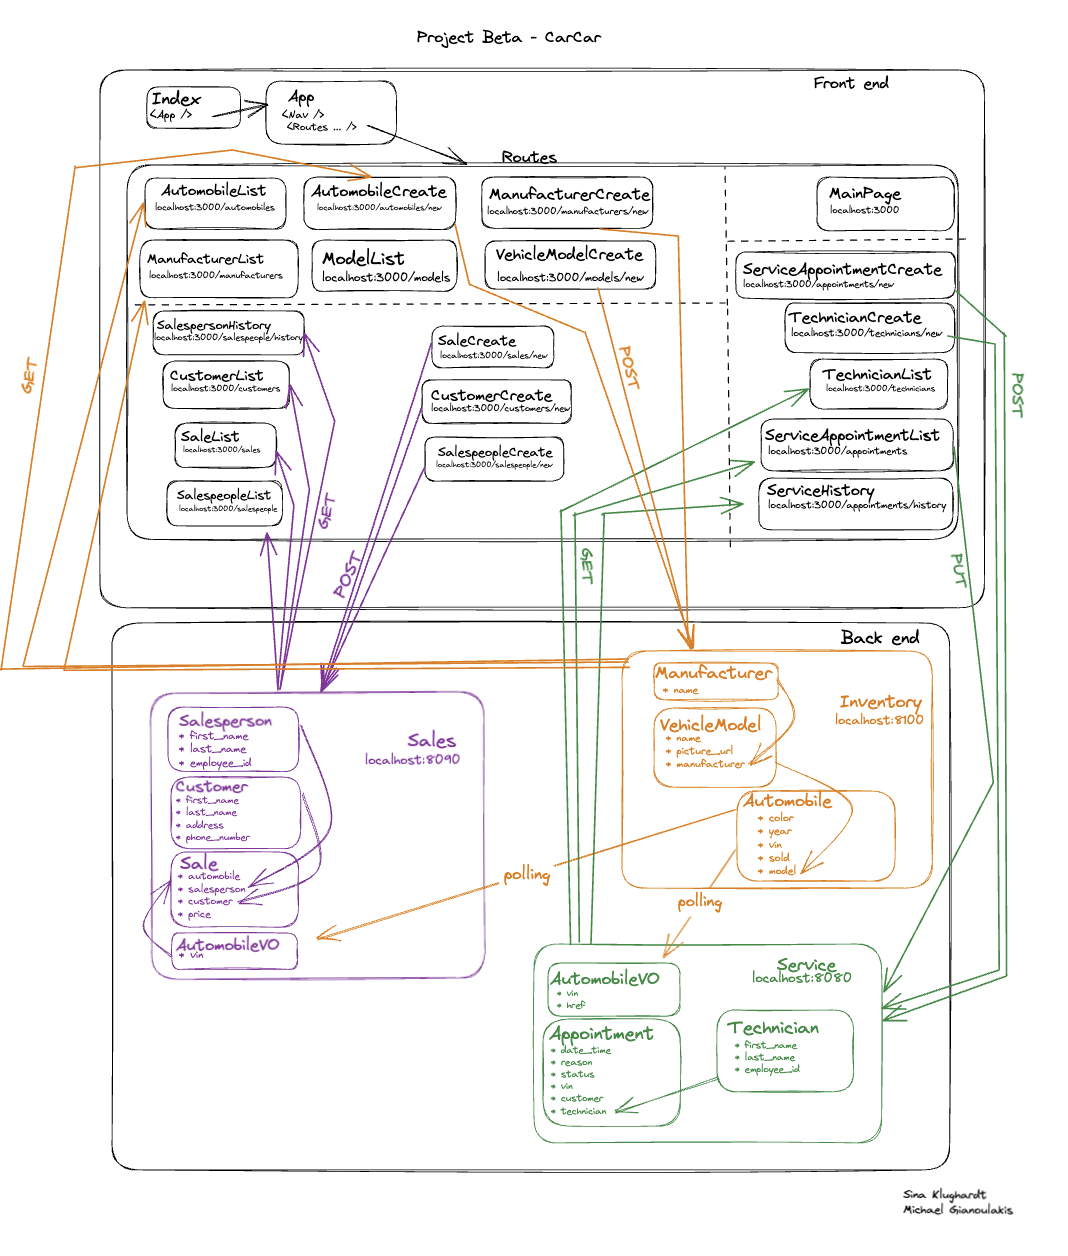 Project Beta - CarCar
Front end
Index
<App />
App
<Nav />
<Routes ... />
Routes
AutomobileList
localhost:3000/automobiles
AutomobileCreate
localhost:3000/automobiles/new
ManufacturerCreate
localhost:3000/manufacturers/new
MainPage
localhost:3000
ManufacturerList
localhost:3000/manufacturers
ModelList
localhost:3000/models
VehicleModelCreate
localhost:3000/models/new
ServiceAppointmentCreate
localhost:3000/appointments/new
SalespersonHistory
localhost:3000/salespeople/history
SaleCreate
localhost:3000/sales/new
TechnicianCreate
localhost:3000/technicians/new
CustomerList
localhost:3000/customers
CustomerCreate
localhost:3000/customers/new
TechnicianList
localhost:3000/technicians
SaleList
localhost:3000/sales
SalespeopleCreate
localhost:3000/salespeople/new
ServiceAppointmentList
localhost:3000/appointments
SalespeopleList
localhost:3000/salespeople
ServiceHistory
localhost:3000/appointments/history
GET
POST
POST
GET
POST
GET
PUT
Back end
Manufacturer
* name
Inventory
localhost:8100
VehicleModel
* name
* picture_url
* manufacturer
Automobile
* color
* year
* vin
* sold
* model
Sales
localhost:8090
Salesperson
* first_name
* last_name
* employee_id
Customer
* first_name
* last_name
* address
* phone_number
Sale
* automobile
* salesperson
* customer
* price
AutomobileVO
* vin
polling
polling
Service
localhost:8080
AutomobileVO
* vin
* href
Appointment
* date_time
* reason
* status
* vin
* customer
* technician
Technician
* first_name
* last_name
* employee_id
Sina Klughardt
Michael Gianoulakis